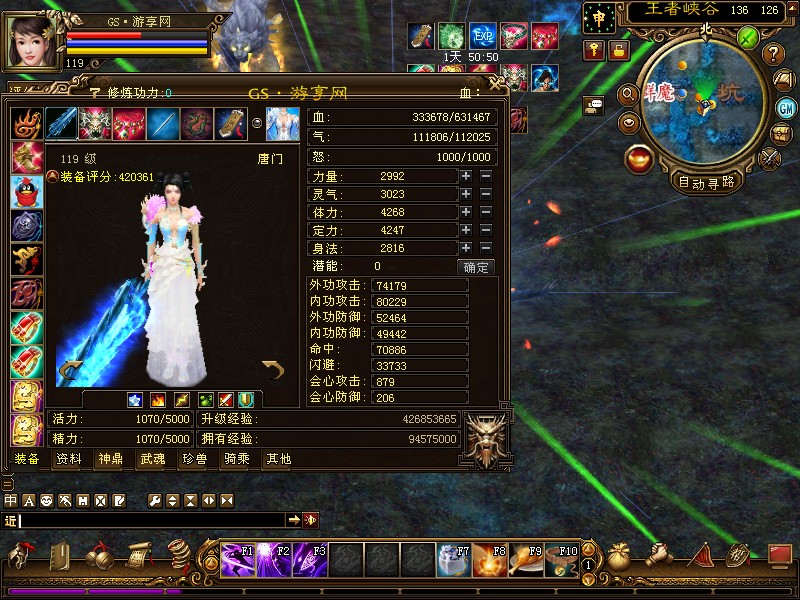 GS·游享网
119
1天 50:50
EXP
申
王者峡谷 136 126
北
GM
自动寻路
修炼功力:0
GS·游享网
血:
119 级
唐门
装备评分:420361
血: 333678/631467
气: 111806/112025
怒: 1000/1000
力量: 2992
灵气: 3023
体力: 4268
定力: 4247
身法: 2816
潜能: 0 确定
外功攻击: 74179
内功攻击: 80229
外功防御: 52464
内功防御: 49442
命中: 70886
闪避: 33733
会心攻击: 879
会心防御: 206
活力: 1070/5000 升级经验: 426853665
精力: 1070/5000 拥有经验: 94575000
装备 资料 神鼎 武魂 珍兽 骑乘 其他
中 A
近
F1 F2 F3 F7 F8 F9 F10
1